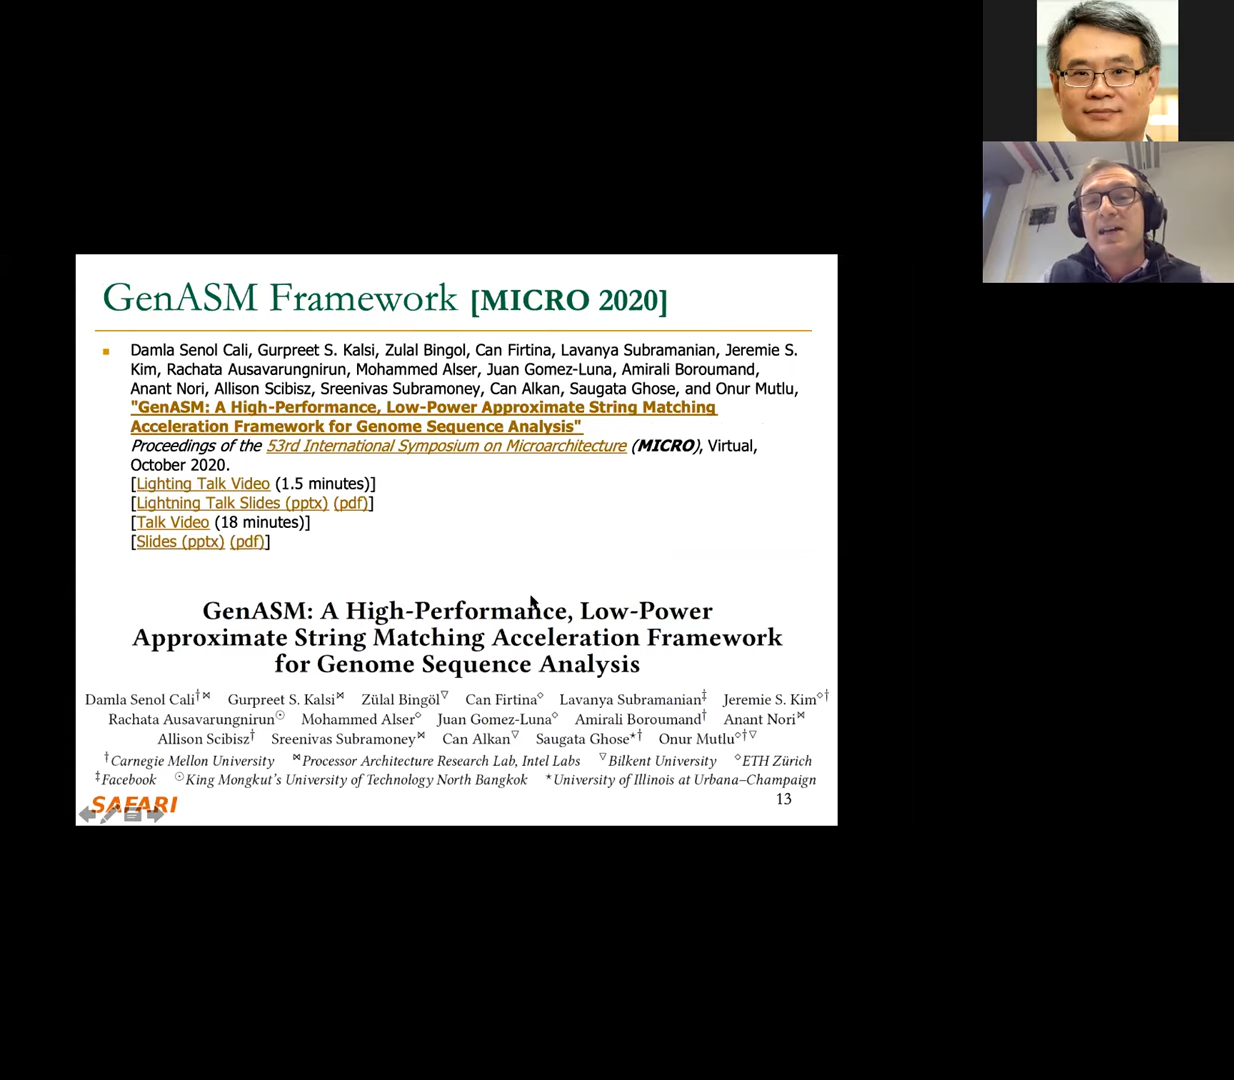 GenASM Framework [MICRO 2020]
Damla Senol Cali, Gurpreet S. Kalsi, Zulal Bingol, Can Firtina, Lavanya Subramanian, Jeremie S.
Kim, Rachata Ausavarungnirun, Mohammed Alser, Juan Gomez-Luna, Amirali Boroumand,
Anant Nori, Allison Scibisz, Sreenivas Subramoney, Can Alkan, Saugata Ghose, and Onur Mutlu,
"GenASM: A High-Performance, Low-Power Approximate String Matching
Acceleration Framework for Genome Sequence Analysis"
Proceedings of the 53rd International Symposium on Microarchitecture (MICRO), Virtual,
October 2020.
[Lighting Talk Video (1.5 minutes)]
[Lightning Talk Slides (pptx) (pdf)]
[Talk Video (18 minutes)]
[Slides (pptx) (pdf)]
GenASM: A High-Performance, Low-Power
Approximate String Matching Acceleration Framework
for Genome Sequence Analysis
Damla Senol Cali†⋈ Gurpreet S. Kalsi⋈ Zülal Bingöl▽ Can Firtina◇ Lavanya Subramanian‡ Jeremie S. Kim◇†
Rachata Ausavarungnirun⊙ Mohammed Alser◇ Juan Gomez-Luna◇ Amirali Boroumand† Anant Nori⋈
Allison Scibisz† Sreenivas Subramoney⋈ Can Alkan▽ Saugata Ghose⋆† Onur Mutlu◇†▽
†Carnegie Mellon University ⋈Processor Architecture Research Lab, Intel Labs ▽Bilkent University ◇ETH Zürich
‡Facebook ⊙King Mongkut's University of Technology North Bangkok ⋆University of Illinois at Urbana–Champaign
SAFARI
13